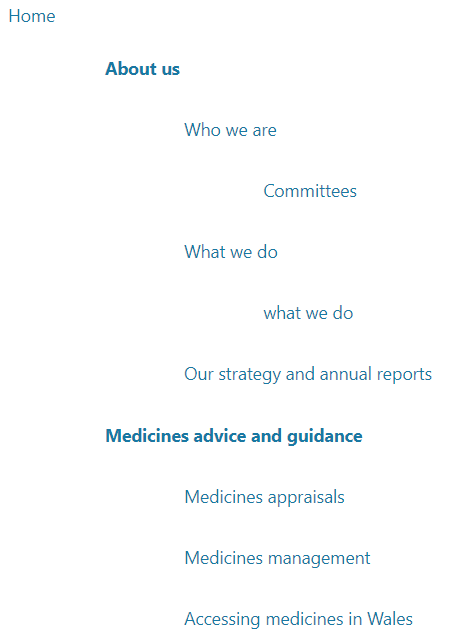 Home
About us
Who we are
Committees
What we do
what we do
Our strategy and annual reports
Medicines advice and guidance
Medicines appraisals
Medicines management
Accessing medicines in Wales